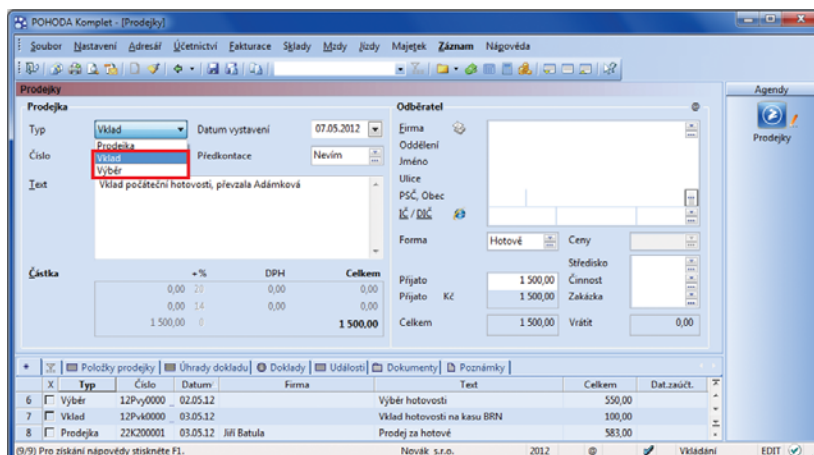 POHODA Komplet - [Prodejky]
Soubor Nastavení Adresář Účetnictví Fakturace Sklady Mzdy Jízdy Majetek Záznam Nápověda
Prodejky
Agendy
Prodejky
Prodejka
Typ Vklad Datum vystavení 07.05.2012
Prodejka
Vklad
Výběr
Číslo Předkontace Nevím
Text Vklad počáteční hotovosti, převzala Adámková
Částka +% DPH Celkem
0,00 20 0,00 0,00
0,00 14 0,00 0,00
1 500,00 0 1 500,00
Odběratel @
Firma
Oddělení
Jméno
Ulice
PSČ, Obec
IČ / DIČ
Forma Hotově Ceny
Středisko
Přijato 1 500,00 Činnost
Přijato Kč 1 500,00 Zakázka
Celkem 1 500,00 Vrátit 0,00
Položky prodejky Úhrady dokladu Doklady Události Dokumenty Poznámky
X Typ Číslo Datum Firma Text Celkem Dat.zaúčt.
6 Výběr 12Pvy0000 02.05.12 Výběr hotovosti 550,00
7 Vklad 12Pvk0000 03.05.12 Vklad hotovosti na kasu BRN 100,00
8 Prodejka 22K200001 03.05.12 Jiří Batula Prodej za hotové 583,00
(9/9) Pro získání nápovědy stiskněte F1. Novák s.r.o. 2012 @ Vkládání EDIT